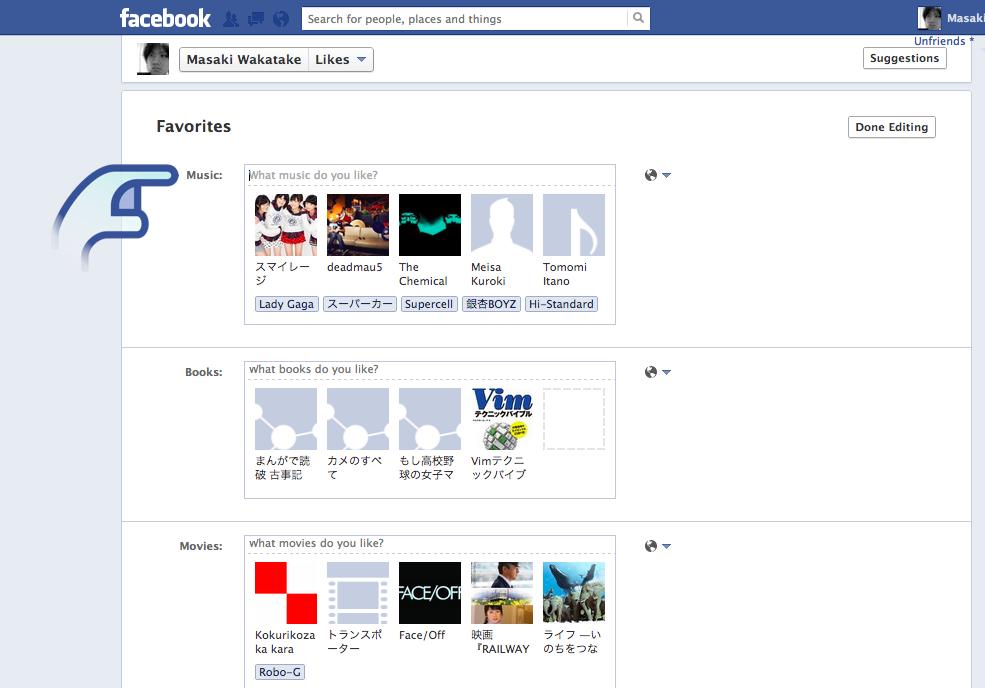 facebook
Search for people, places and things
Masaki
Unfriends *
Masaki Wakatake
Likes
Suggestions
Favorites
Done Editing
Music:
What music do you like?
スマイレージ
deadmau5
The Chemical
Meisa Kuroki
Tomomi Itano
Lady Gaga
スーパーカー
Supercell
銀杏BOYZ
Hi-Standard
Books:
What books do you like?
Vim
テクニックバイブル
まんがで読破 古事記
カメのすべて
もし高校野球の女子マ
Vimテクニックバイブ
Movies:
What movies do you like?
FACE/OFF
Kokurikozaka kara
トランスポーター
Face/Off
映画『RAILWAY
ライフ ―いのちをつな
Robo-G